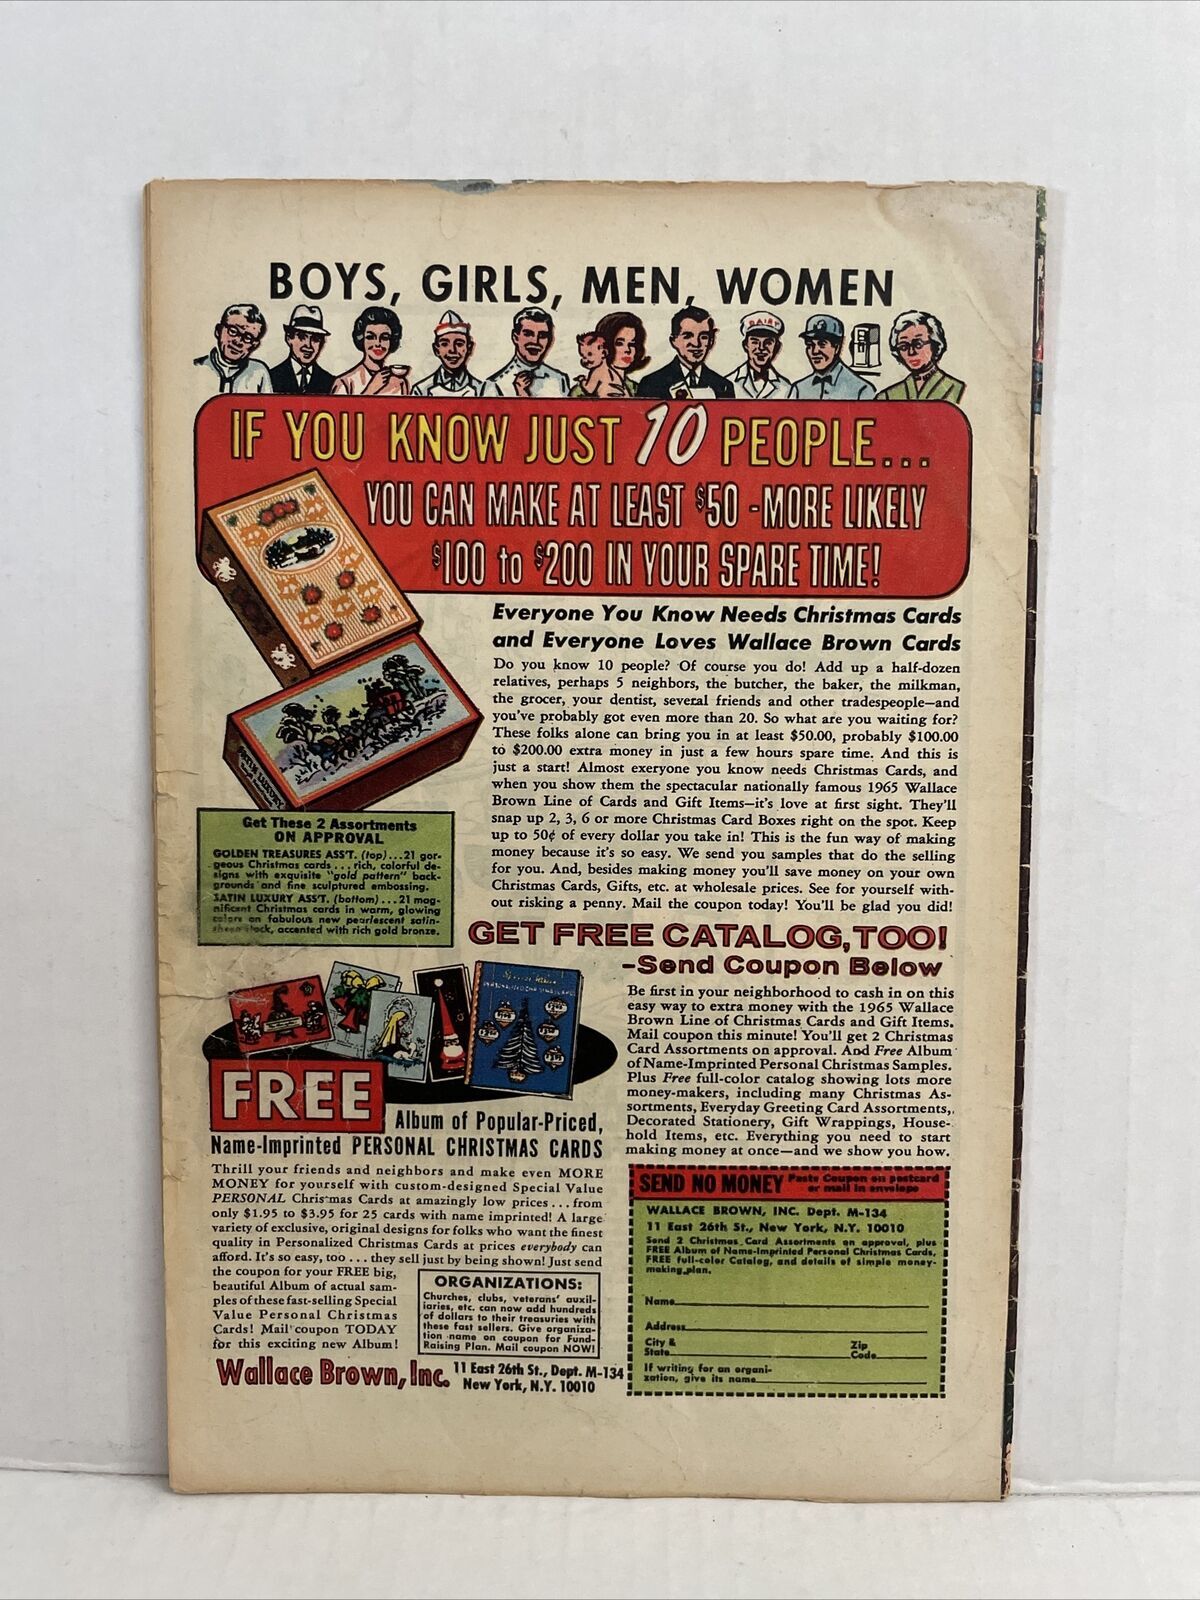 BOYS, GIRLS, MEN, WOMEN
DAIRY
IF YOU KNOW JUST 10 PEOPLE...
YOU CAN MAKE AT LEAST $50 - MORE LIKELY
$100 to $200 IN YOUR SPARE TIME!
Everyone You Know Needs Christmas Cards
and Everyone Loves Wallace Brown Cards
Do you know 10 people? Of course you do! Add up a half-dozen
relatives, perhaps 5 neighbors, the butcher, the baker, the milkman,
the grocer, your dentist, several friends and other tradespeople—and
you've probably got even more than 20. So what are you waiting for?
These folks alone can bring you in at least $50.00, probably $100.00
to $200.00 extra money in just a few hours spare time. And this is
just a start! Almost exeryone you know needs Christmas Cards, and
when you show them the spectacular nationally famous 1965 Wallace
Brown Line of Cards and Gift Items—it's love at first sight. They'll
snap up 2, 3, 6 or more Christmas Card Boxes right on the spot. Keep
up to 50¢ of every dollar you take in! This is the fun way of making
money because it's so easy. We send you samples that do the selling
for you. And, besides making money you'll save money on your own
Christmas Cards, Gifts, etc. at wholesale prices. See for yourself with-
out risking a penny. Mail the coupon today! You'll be glad you did!
SATIN LUXURY
Get These 2 Assortments
ON APPROVAL
GOLDEN TREASURES ASS'T. (top)...21 gor-
geous Christmas cards...rich, colorful de-
signs with exquisite "gold pattern" back-
grounds and fine sculptured embossing.
SATIN LUXURY ASS'T. (bottom)...21 mag-
nificent Christmas cards in warm, glowing
colors on fabulous new pearlescent satin-
sheen stock, accented with rich gold bronze.
GET FREE CATALOG, TOO!
-Send Coupon Below
Be first in your neighborhood to cash in on this
easy way to extra money with the 1965 Wallace
Brown Line of Christmas Cards and Gift Items.
Mail coupon this minute! You'll get 2 Christmas
Card Assortments on approval. And Free Album
of Name-Imprinted Personal Christmas Samples.
Plus Free full-color catalog showing lots more
money-makers, including many Christmas As-
sortments, Everyday Greeting Card Assortments,
Decorated Stationery, Gift Wrappings, House-
hold Items, etc. Everything you need to start
making money at once—and we show you how.
Special Value
FREE
Album of Popular-Priced,
Name-Imprinted PERSONAL CHRISTMAS CARDS
Thrill your friends and neighbors and make even MORE
MONEY for yourself with custom-designed Special Value
PERSONAL Christmas Cards at amazingly low prices...from
only $1.95 to $3.95 for 25 cards with name imprinted! A large
variety of exclusive, original designs for folks who want the finest
quality in Personalized Christmas Cards at prices everybody can
afford. It's so easy, too...they sell just by being shown! Just send
the coupon for your FREE big,
beautiful Album of actual sam-
ples of these fast-selling Special
Value Personal Christmas
Cards! Mail coupon TODAY
for this exciting new Album!
ORGANIZATIONS:
Churches, clubs, veterans' auxil-
iaries, etc. can now add hundreds
of dollars to their treasuries with
these fast sellers. Give organiza-
tion name on coupon for Fund-
Raising Plan. Mail coupon NOW!
Wallace Brown, Inc. 11 East 26th St., Dept. M-134
New York, N.Y. 10010
SEND NO MONEY Paste Coupon on postcard
or mail in envelope
WALLACE BROWN, INC. Dept. M-134
11 East 26th St., New York, N.Y. 10010
Send 2 Christmas Card Assortments on approval, plus
FREE Album of Name-Imprinted Personal Christmas Cards,
FREE full-color Catalog, and details of simple money-
making plan.
Name
Address
City &
State
Zip
Code
If writing for an organi-
zation, give its name